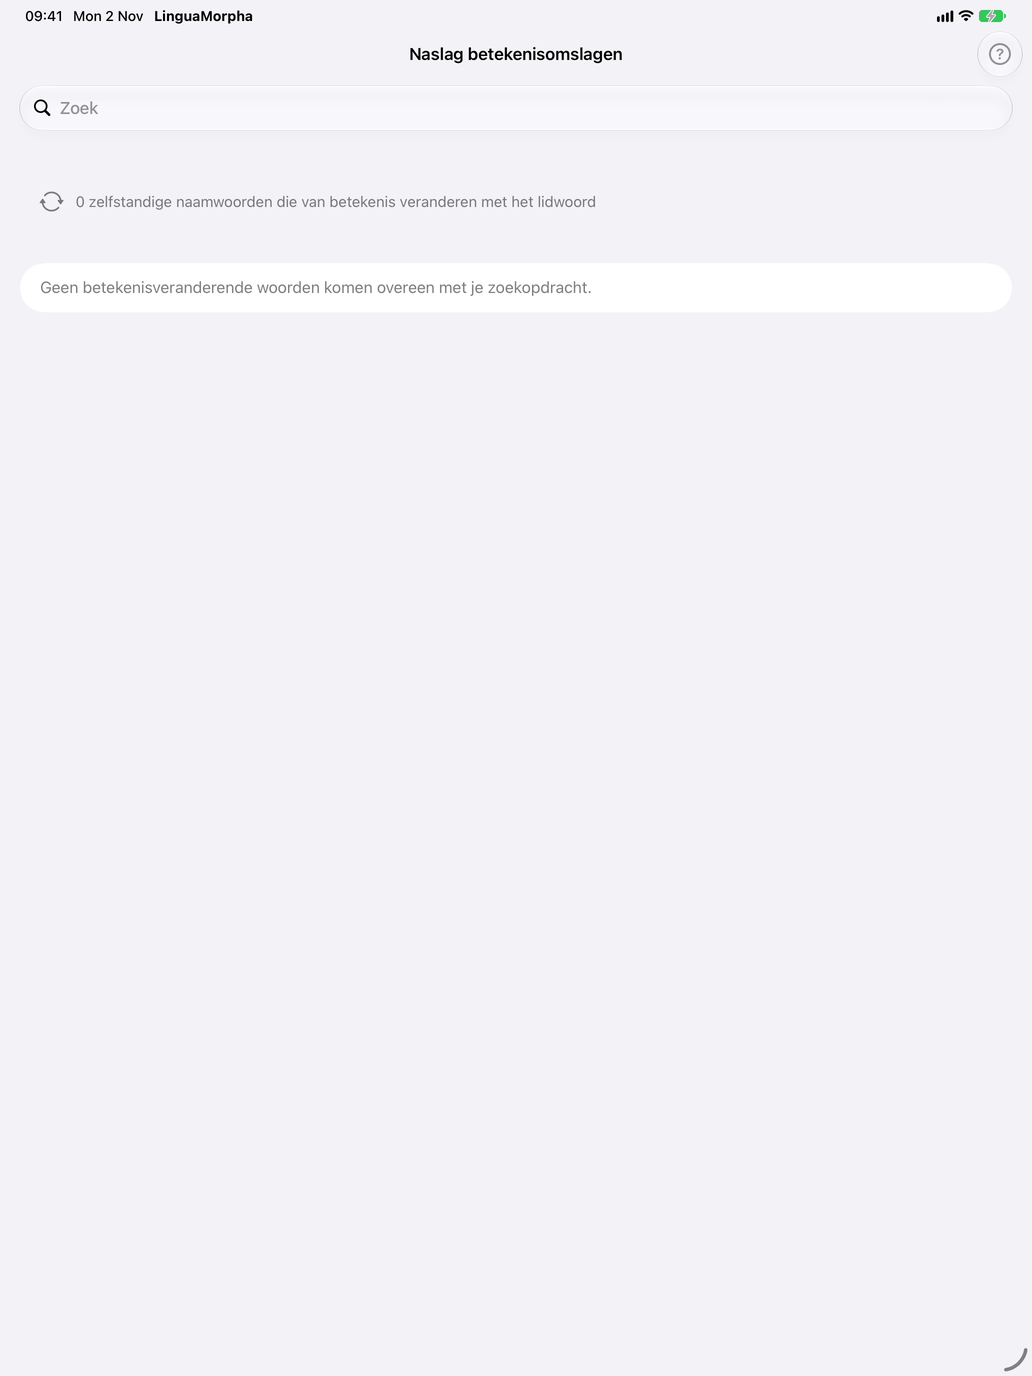 09:41 Mon 2 Nov LinguaMorpha
Naslag betekenisomslagen
?
Zoek
0 zelfstandige naamwoorden die van betekenis veranderen met het lidwoord
Geen betekenisveranderende woorden komen overeen met je zoekopdracht.